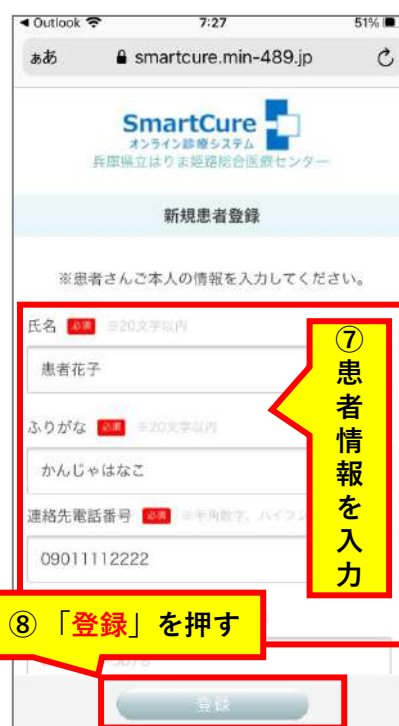 ◀ Outlook 7:27 51%
ぁあ smartcure.min-489.jp
SmartCure
オンライン診療システム
兵庫県立はりま姫路総合医療センター
新規患者登録
※患者さんご本人の情報を入力してください。
氏名 必須 ※20文字以内
患者花子
ふりがな 必須 ※20文字以内
かんじゃはなこ
連絡先電話番号 必須 ※半角数字、ハイフン
09011112222
⑦患者情報を入力
⑧「登録」を押す
5678
登録